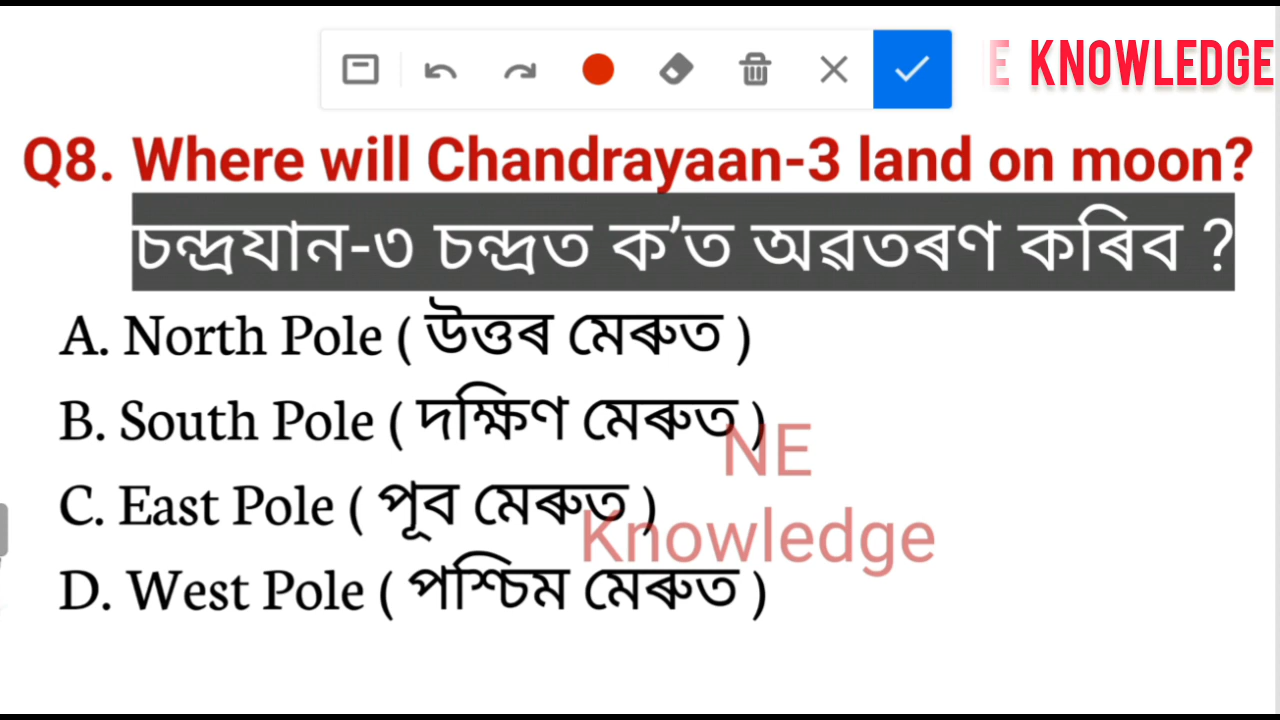 E KNOWLEDGE
Q8. Where will Chandrayaan-3 land on moon?
চন্দ্ৰযান-৩ চন্দ্ৰত ক’ত অৱতৰণ কৰিব ?
A. North Pole ( উত্তৰ মেৰুত )
B. South Pole ( দক্ষিণ মেৰুত )
C. East Pole ( পূব মেৰুত )
D. West Pole ( পশ্চিম মেৰুত )
NE
Knowledge